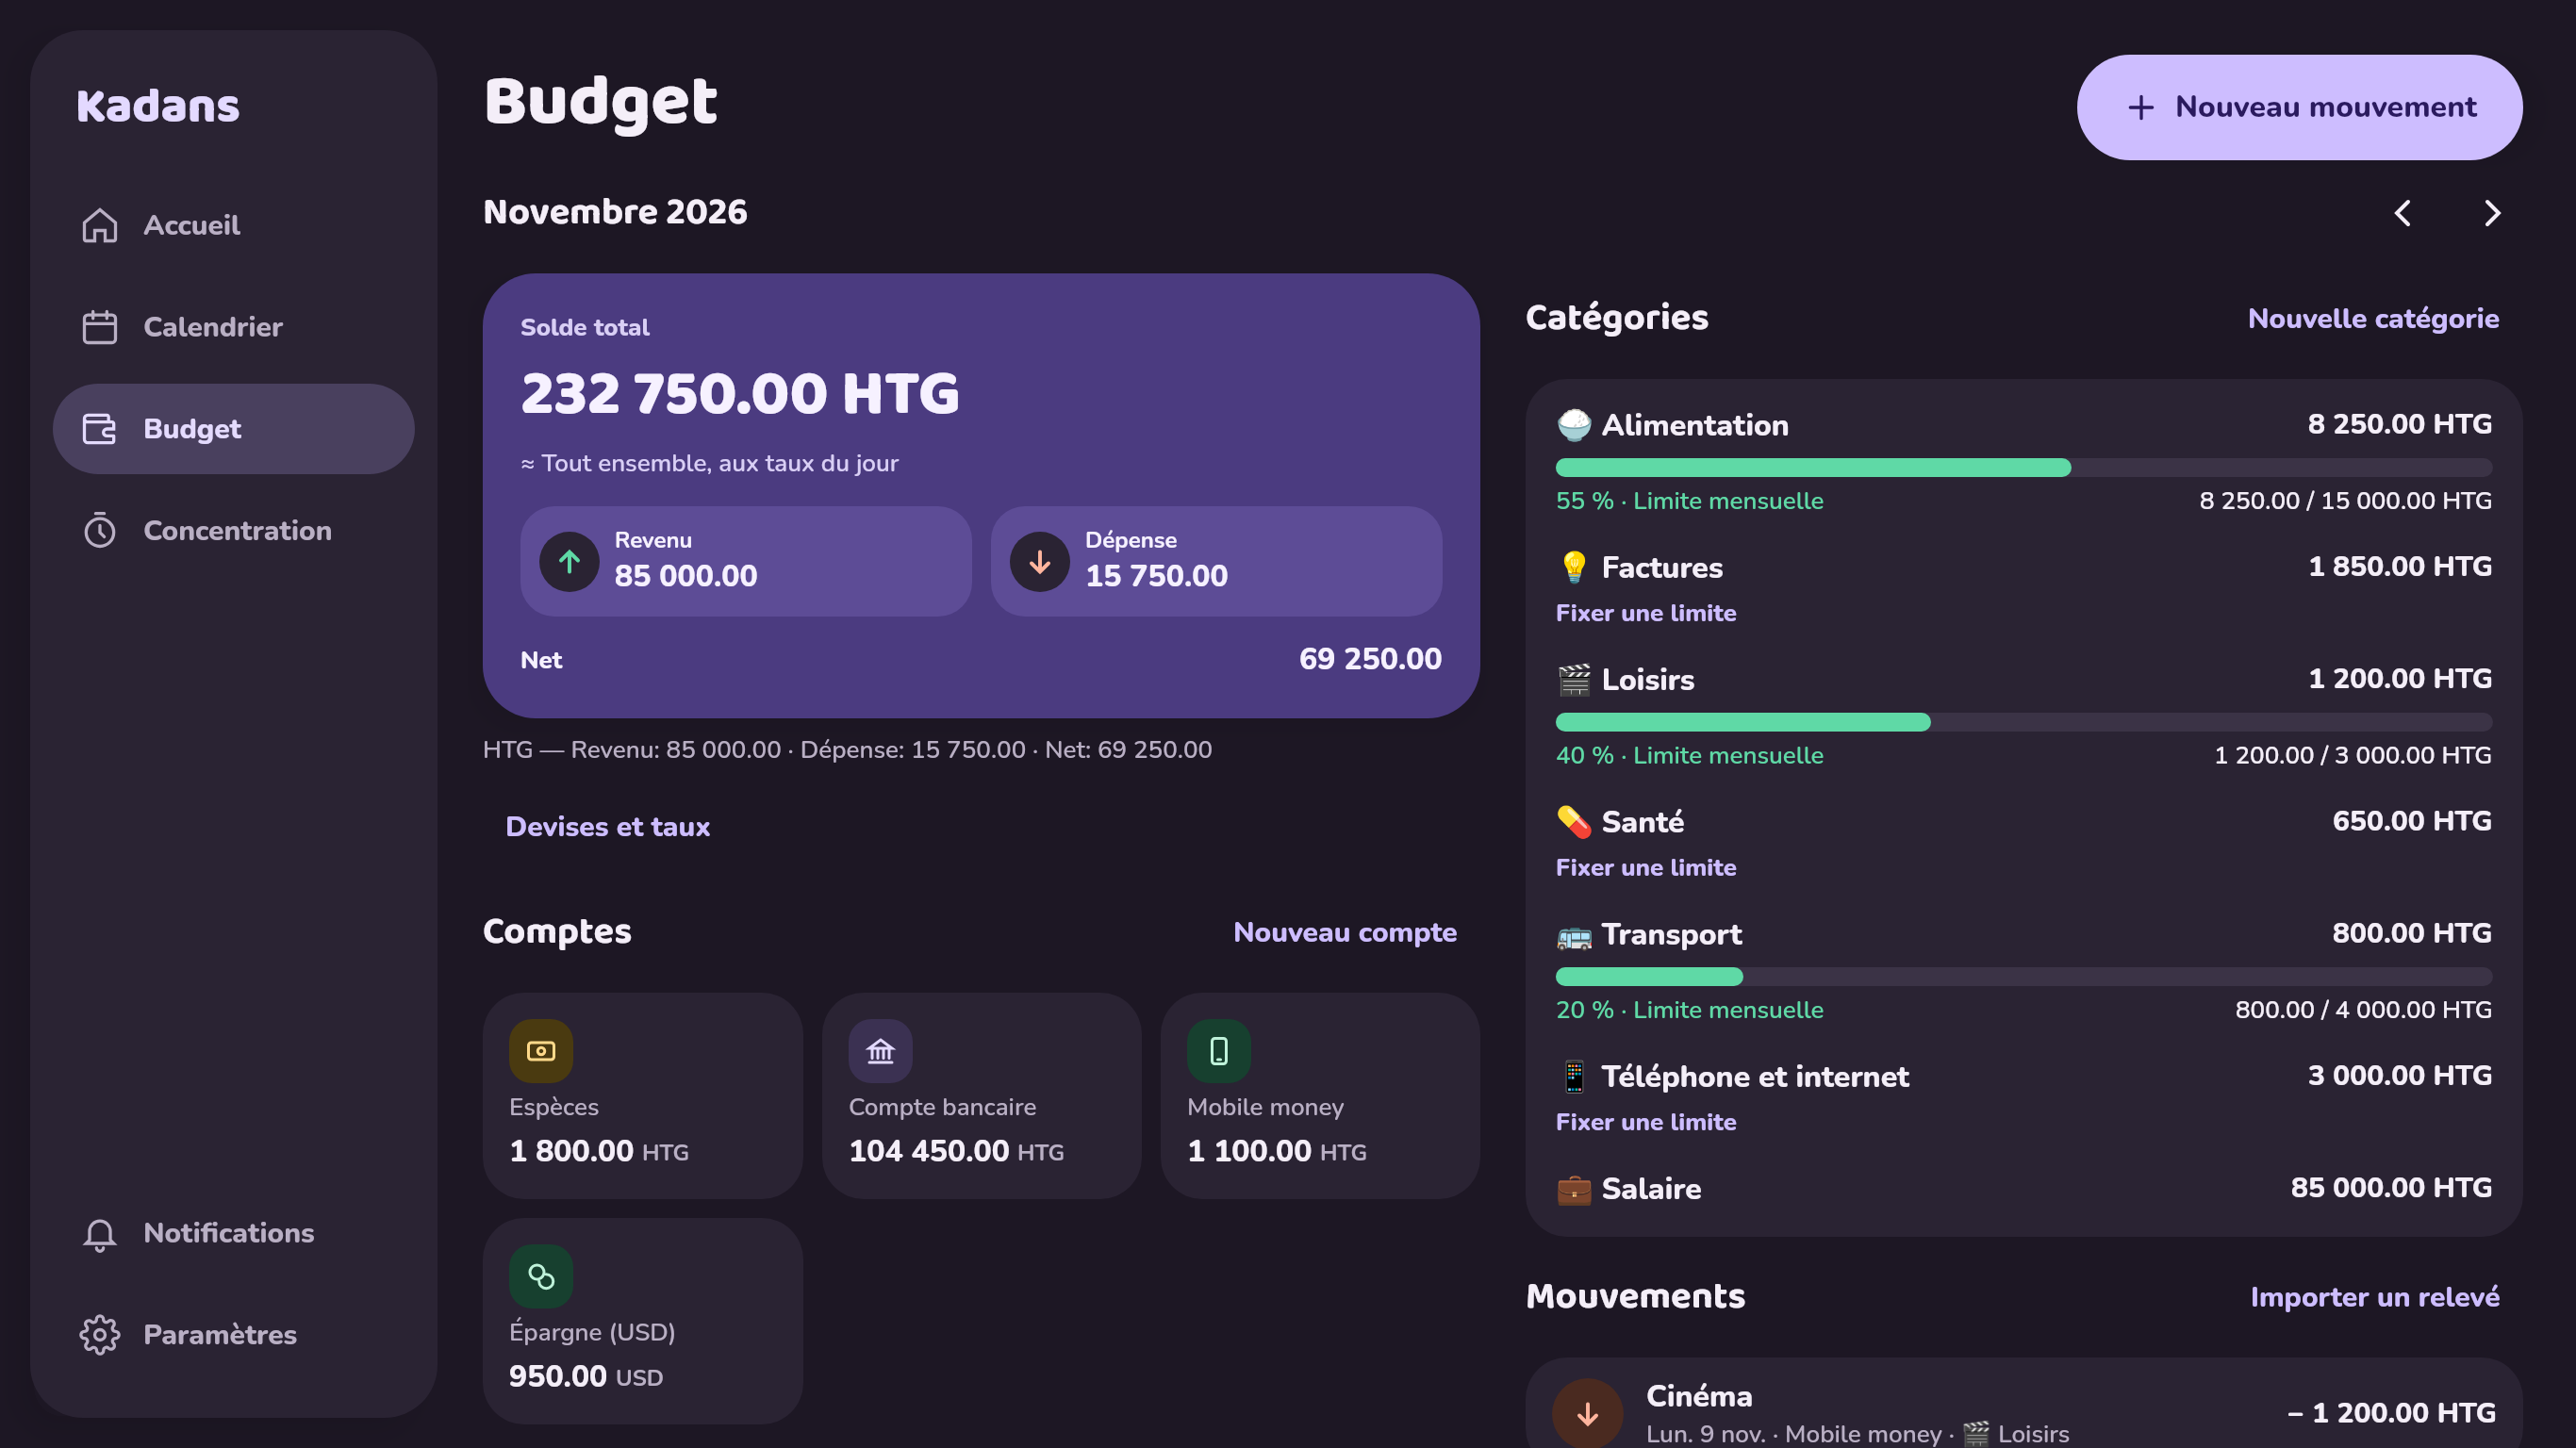 Kadans
Accueil
Calendrier
Budget
Concentration
Notifications
Paramètres
Budget
Nouveau mouvement
Novembre 2026
Solde total
232 750.00 HTG
≈ Tout ensemble, aux taux du jour
Revenu
85 000.00
Dépense
15 750.00
Net 69 250.00
HTG — Revenu: 85 000.00 · Dépense: 15 750.00 · Net: 69 250.00
Devises et taux
Comptes Nouveau compte
Espèces
1 800.00 HTG
Compte bancaire
104 450.00 HTG
Mobile money
1 100.00 HTG
Épargne (USD)
950.00 USD
Catégories Nouvelle catégorie
Alimentation 8 250.00 HTG
55 % · Limite mensuelle 8 250.00 / 15 000.00 HTG
Factures 1 850.00 HTG
Fixer une limite
Loisirs 1 200.00 HTG
40 % · Limite mensuelle 1 200.00 / 3 000.00 HTG
Santé 650.00 HTG
Fixer une limite
Transport 800.00 HTG
20 % · Limite mensuelle 800.00 / 4 000.00 HTG
Téléphone et internet 3 000.00 HTG
Fixer une limite
Salaire 85 000.00 HTG
Mouvements Importer un relevé
Cinéma
− 1 200.00 HTG
Lun. 9 nov. · Mobile money · 🎬 Loisirs